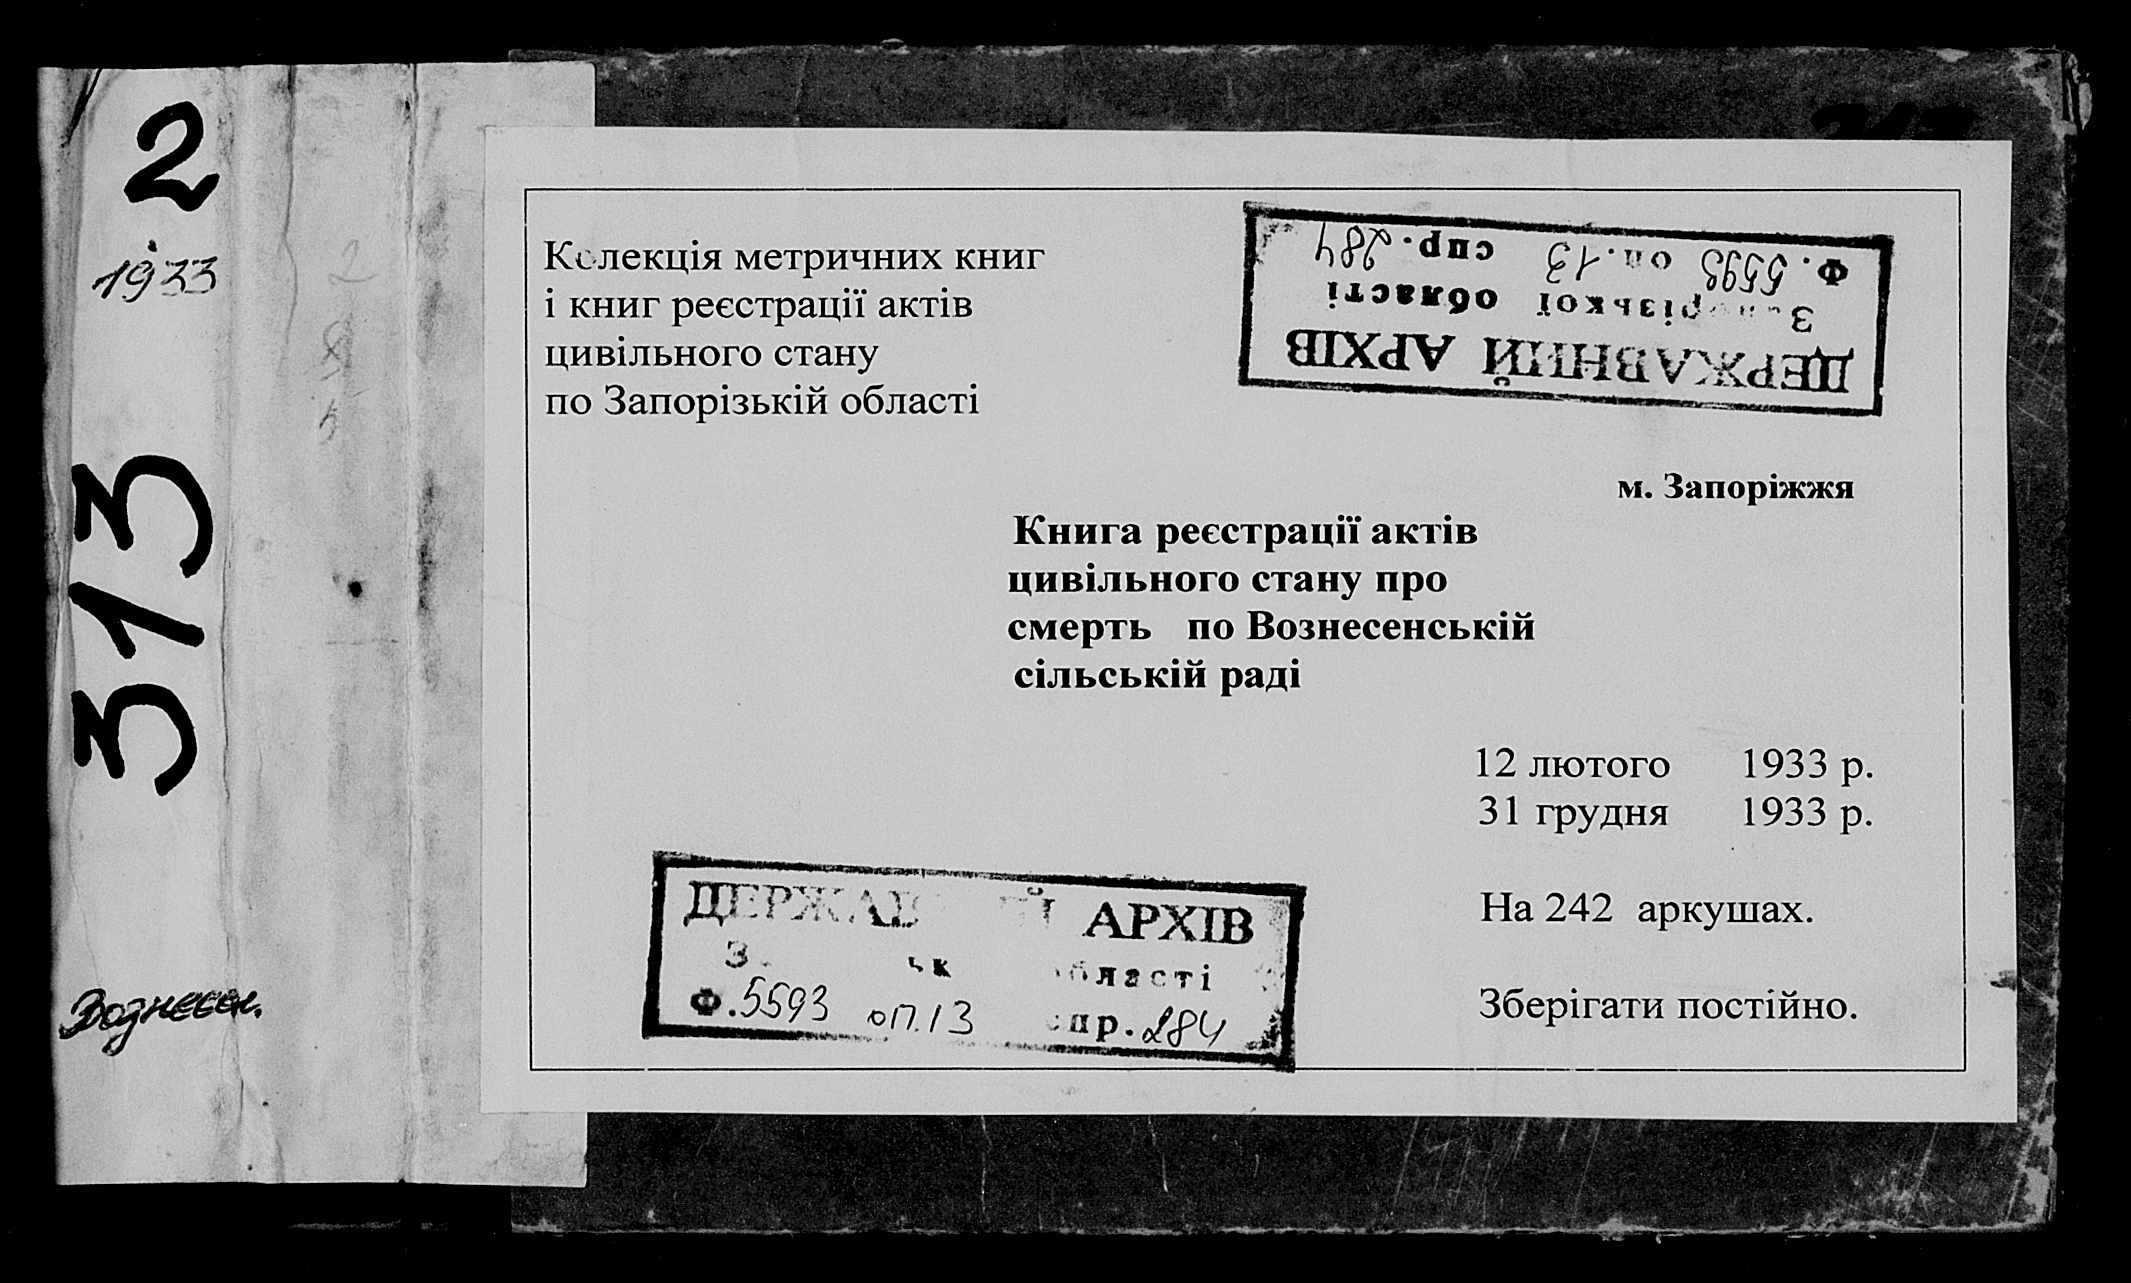 2
1933
313
Вознесен.
Колекція метричних книг
і книг реєстрації актів
цивільного стану
по Запорізькій області
ДЕРЖАВНИЙ АРХІВ
Запорізької області
Ф. 5593 оп. 13 спр. 284
м. Запоріжжя
Книга реєстрації актів
цивільного стану про
смерть по Вознесенській
сільській раді
12 лютого 1933 р.
31 грудня 1933 р.
На 242 аркушах.
Зберігати постійно.
ДЕРЖАВНИЙ АРХІВ
області
Ф. 5593 оп. 13 спр. 284